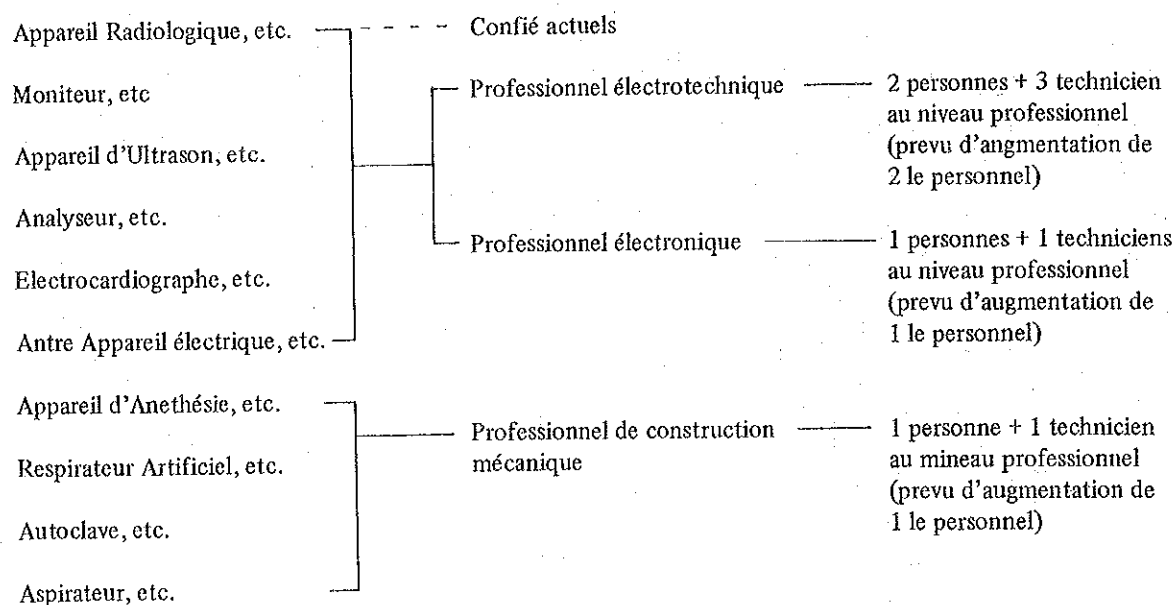 Appareil Radiologique, etc.
Confié actuels
Moniteur, etc
Appareil d'Ultrason, etc.
Analyseur, etc.
Electrocardiographe, etc.
Antre Appareil électrique, etc.
Professionnel électrotechnique
2 personnes + 3 technicien
au niveau professionnel
(prevu d'angmentation de
2 le personnel)
Professionnel électronique
1 personnes + 1 techniciens
au niveau professionnel
(prevu d'augmentation de
1 le personnel)
Appareil d'Anethésie, etc.
Respirateur Artificiel, etc.
Autoclave, etc.
Aspirateur, etc.
Professionnel de construction
mécanique
1 personne + 1 technicien
au mineau professionnel
(prevu d'augmentation de
1 le personnel)